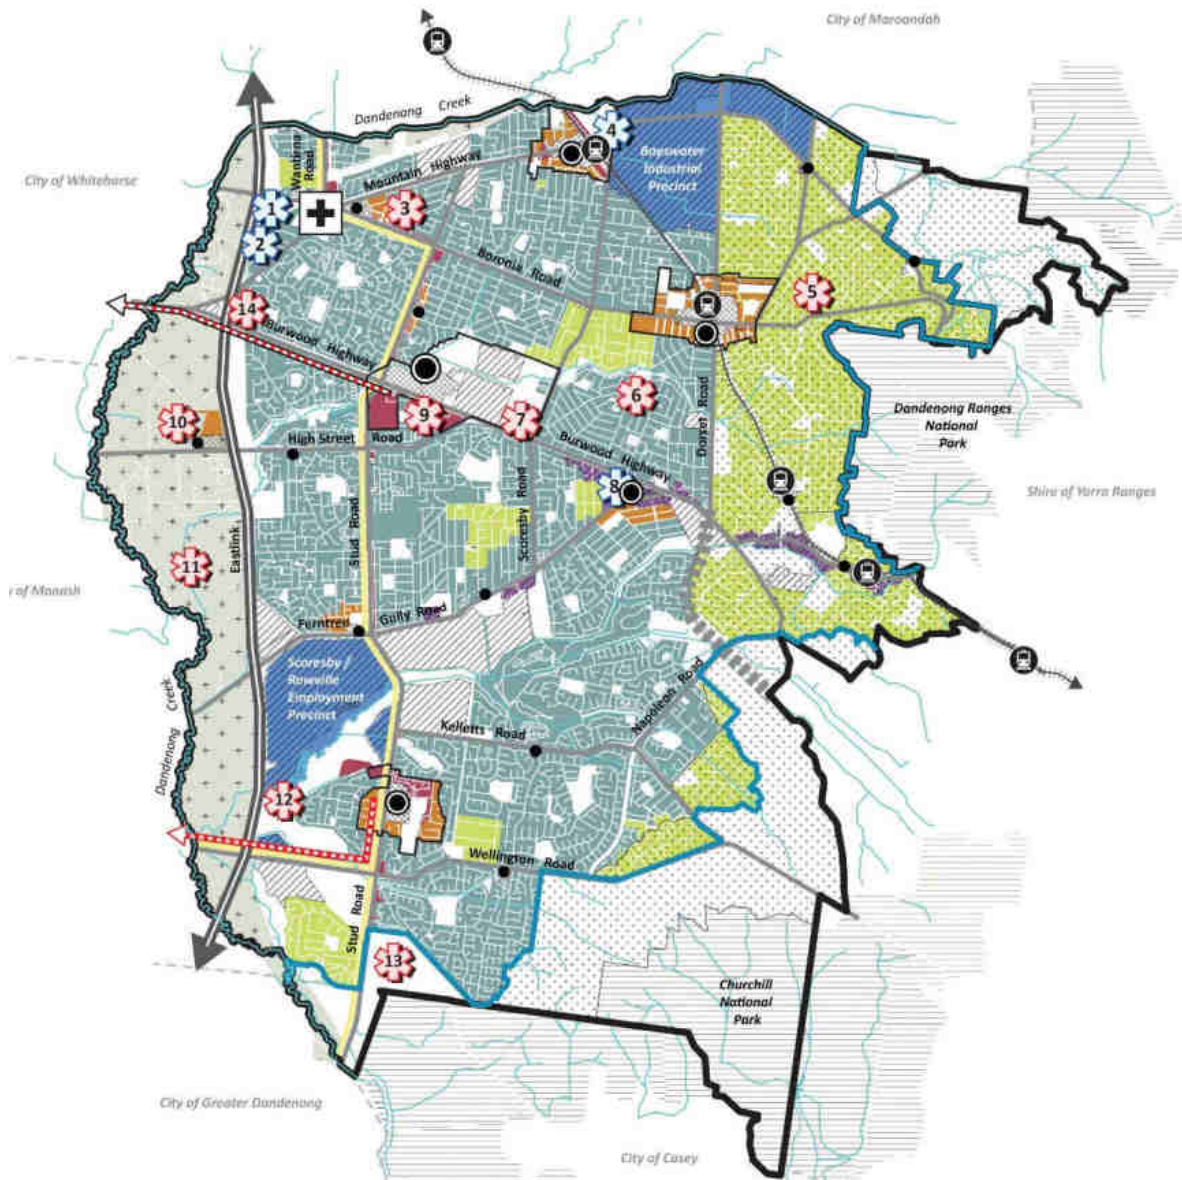 City of Maroondah
Dandenong Creek
City of Whitehorse
Wantirna
Road
Mountain Highway
4
Bayswater
Industrial
Precinct
1
2
3
Boronia Road
5
14
Burwood Highway
6
Dorset Road
7
9
10
High Street Road
Burwood Highway
Dandenong Ranges
National
Park
Shire of Yarra Ranges
8
Scoresby Road
Stud Road
Eastlink
11
y of Monash
Ferntree Gully Road
Scoresby /
Rowville
Employment
Precinct
Dandenong Creek
Napoleon Road
Kelletts Road
12
Wellington Road
Stud Road
13
Churchill
National
Park
City of Greater Dandenong
City of Casey